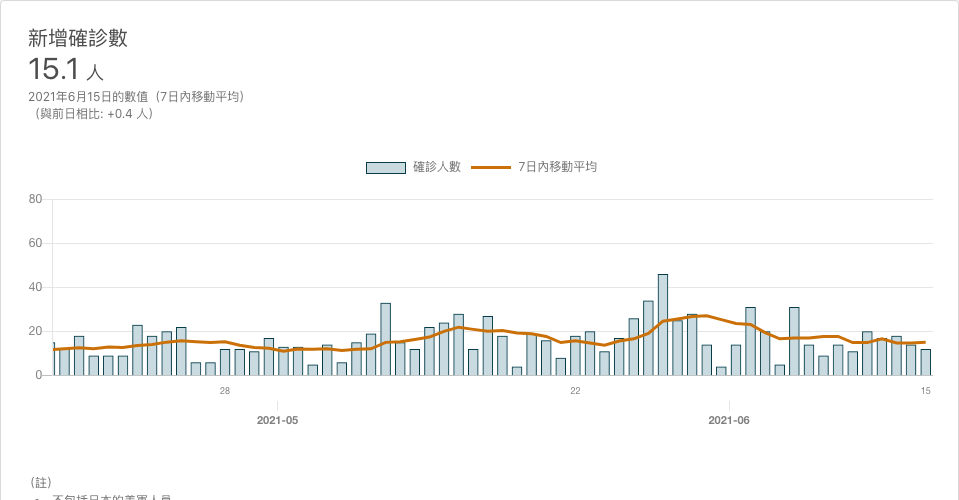 新增確診數
15.1 人
2021年6月15日的數值（7日內移動平均）
（與前日相比: +0.4 人）
確診人數 7日內移動平均
80
60
40
20
0
28 22 15
2021-05 2021-06
（註）